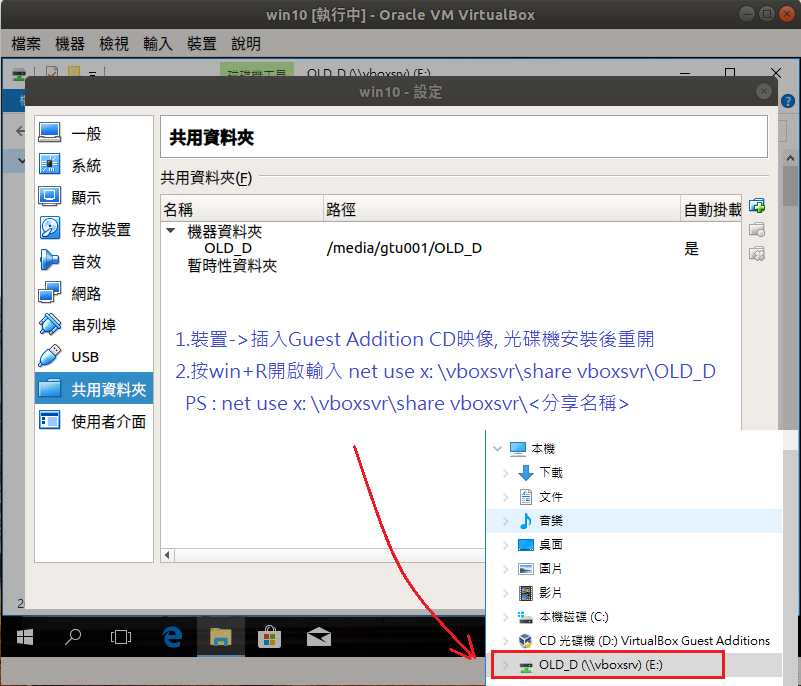 win10 [執行中] - Oracle VM VirtualBox
檔案 機器 檢視 輸入 裝置 說明
磁碟機工具 OLD_D (\\vboxsrv) (E:)
win10 - 設定
一般
系統
顯示
存放裝置
音效
網路
串列埠
USB
共用資料夾
使用者介面
共用資料夾
共用資料夾(F)
名稱 路徑 自動掛載
機器資料夾
OLD_D /media/gtu001/OLD_D 是
暫時性資料夾
1.裝置->插入Guest Addition CD映像, 光碟機安裝後重開
2.按win+R開啟輸入 net use x: \vboxsvr\share vboxsvr\OLD_D
PS : net use x: \vboxsvr\share vboxsvr\<分享名稱>
本機
下載
文件
音樂
桌面
圖片
影片
本機磁碟 (C:)
CD 光碟機 (D:) VirtualBox Guest Additions
OLD_D (\\vboxsrv) (E:)